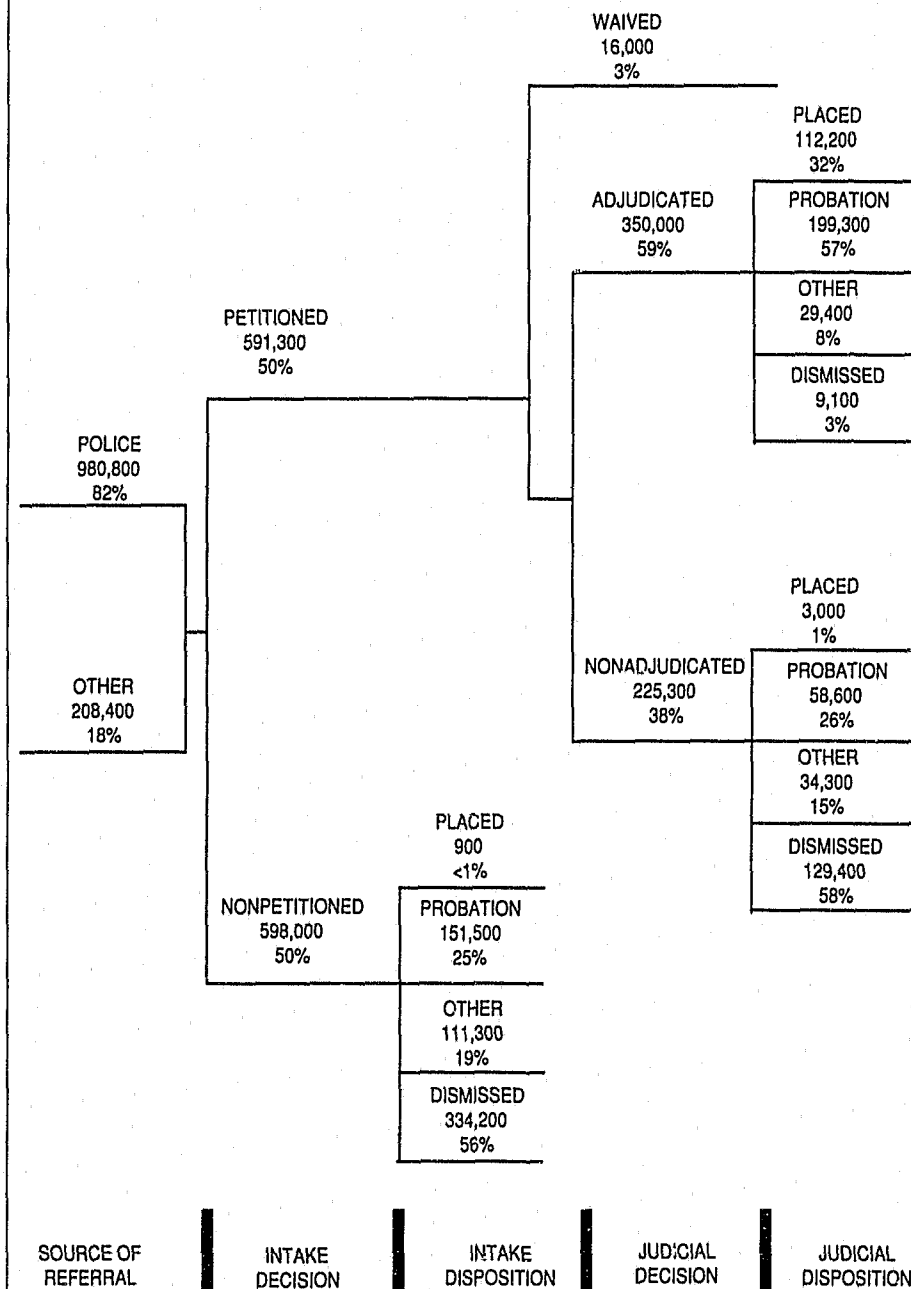 WAIVED
16,000
3%
PLACED
112,200
32%
ADJUDICATED
350,000
59%
PROBATION
199,300
57%
OTHER
29,400
8%
DISMISSED
9,100
3%
PETITIONED
591,300
50%
POLICE
980,800
82%
OTHER
208,400
18%
PLACED
3,000
1%
NONADJUDICATED
225,300
38%
PROBATION
58,600
26%
OTHER
34,300
15%
DISMISSED
129,400
58%
NONPETITIONED
598,000
50%
PLACED
900
<1%
PROBATION
151,500
25%
OTHER
111,300
19%
DISMISSED
334,200
56%
SOURCE OF
REFERRAL
INTAKE
DECISION
INTAKE
DISPOSITION
JUDICIAL
DECISION
JUDICIAL
DISPOSITION